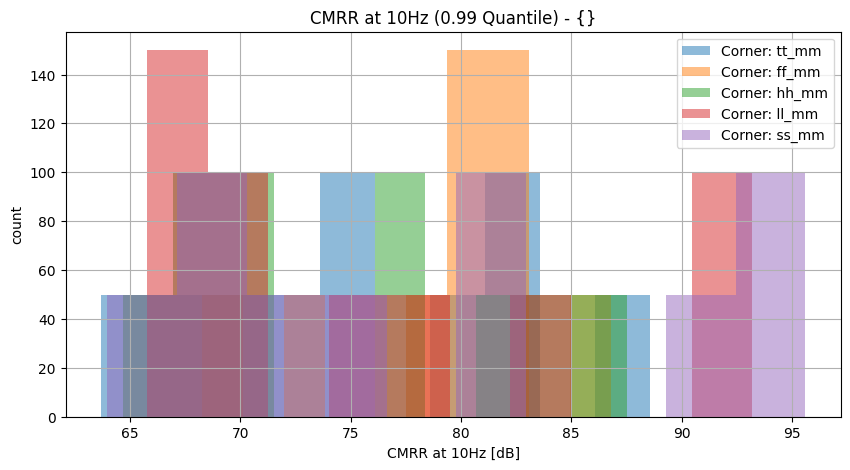 CMRR at 10Hz (0.99 Quantile) - {}
count
140
120
100
80
60
40
20
0
65
70
75
80
85
90
95
CMRR at 10Hz [dB]
Corner: tt_mm
Corner: ff_mm
Corner: hh_mm
Corner: ll_mm
Corner: ss_mm